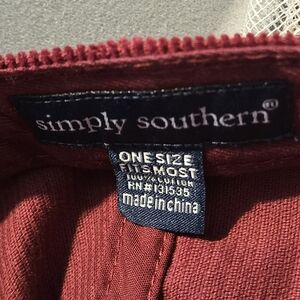 simply southern®
ONE SIZE
FITS MOST
100% COTTON
RN#131535
made in china